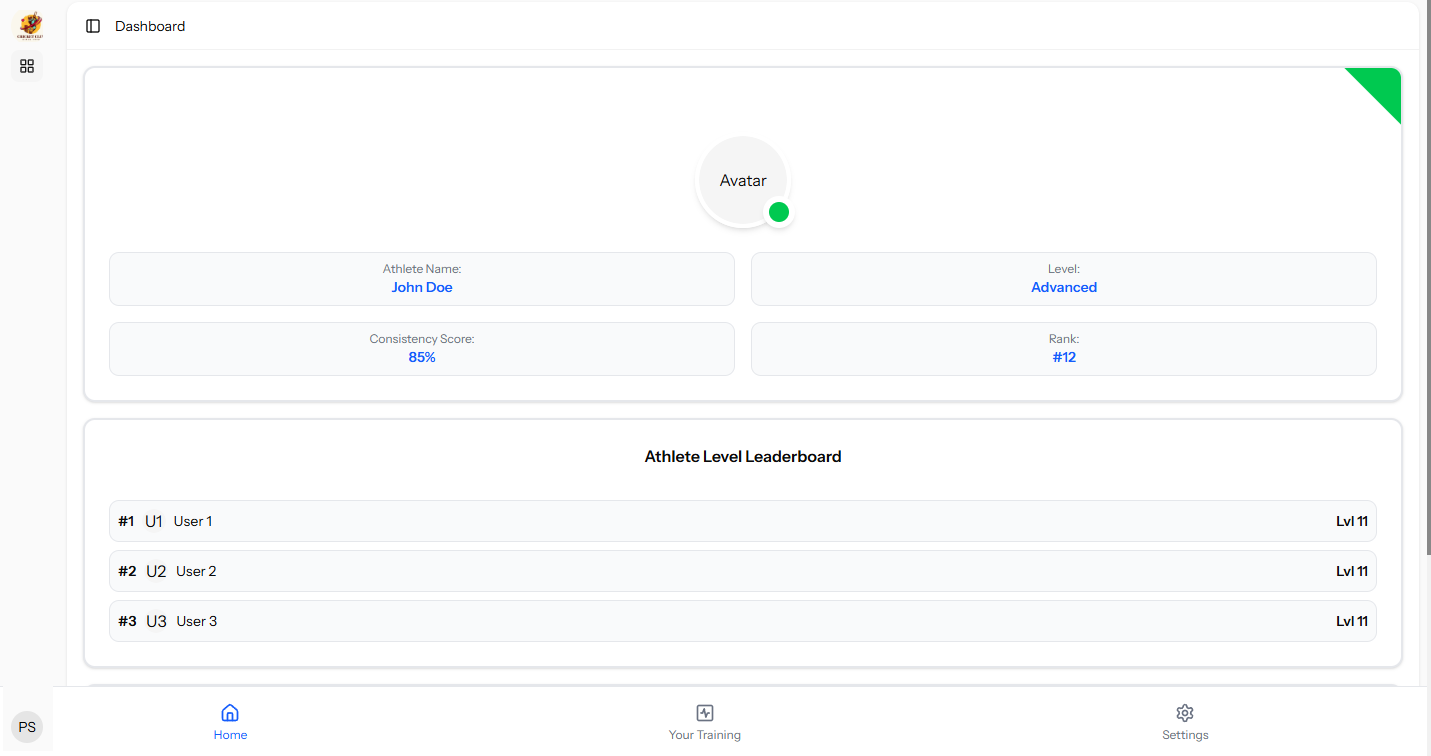 Dashboard
Avatar
Athlete Name:
John Doe
Level:
Advanced
Consistency Score:
85%
Rank:
#12
Athlete Level Leaderboard
#1 U1 User 1 Lvl 11
#2 U2 User 2 Lvl 11
#3 U3 User 3 Lvl 11
PS
Home
Your Training
Settings